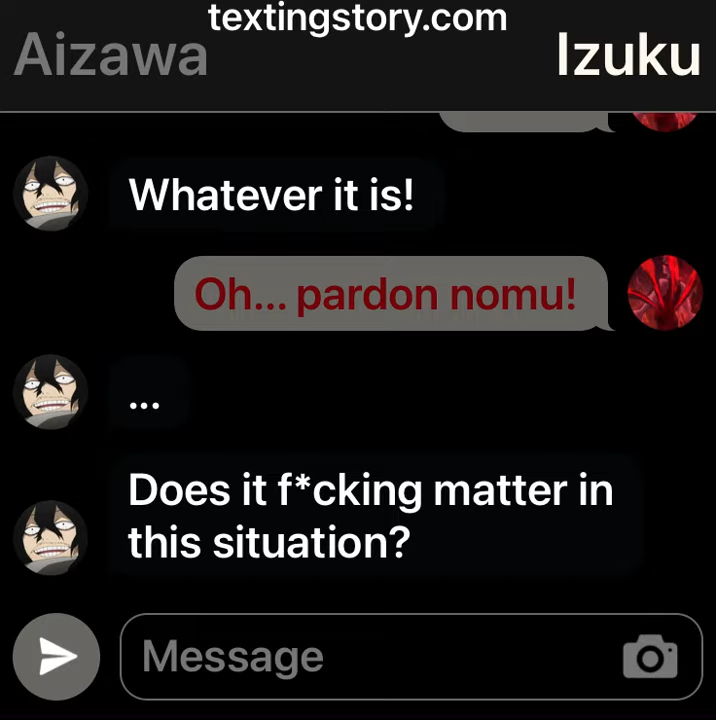 textingstory.com
Aizawa
Izuku
Whatever it is!
Oh... pardon nomu!
...
Does it f*cking matter in
this situation?
Message